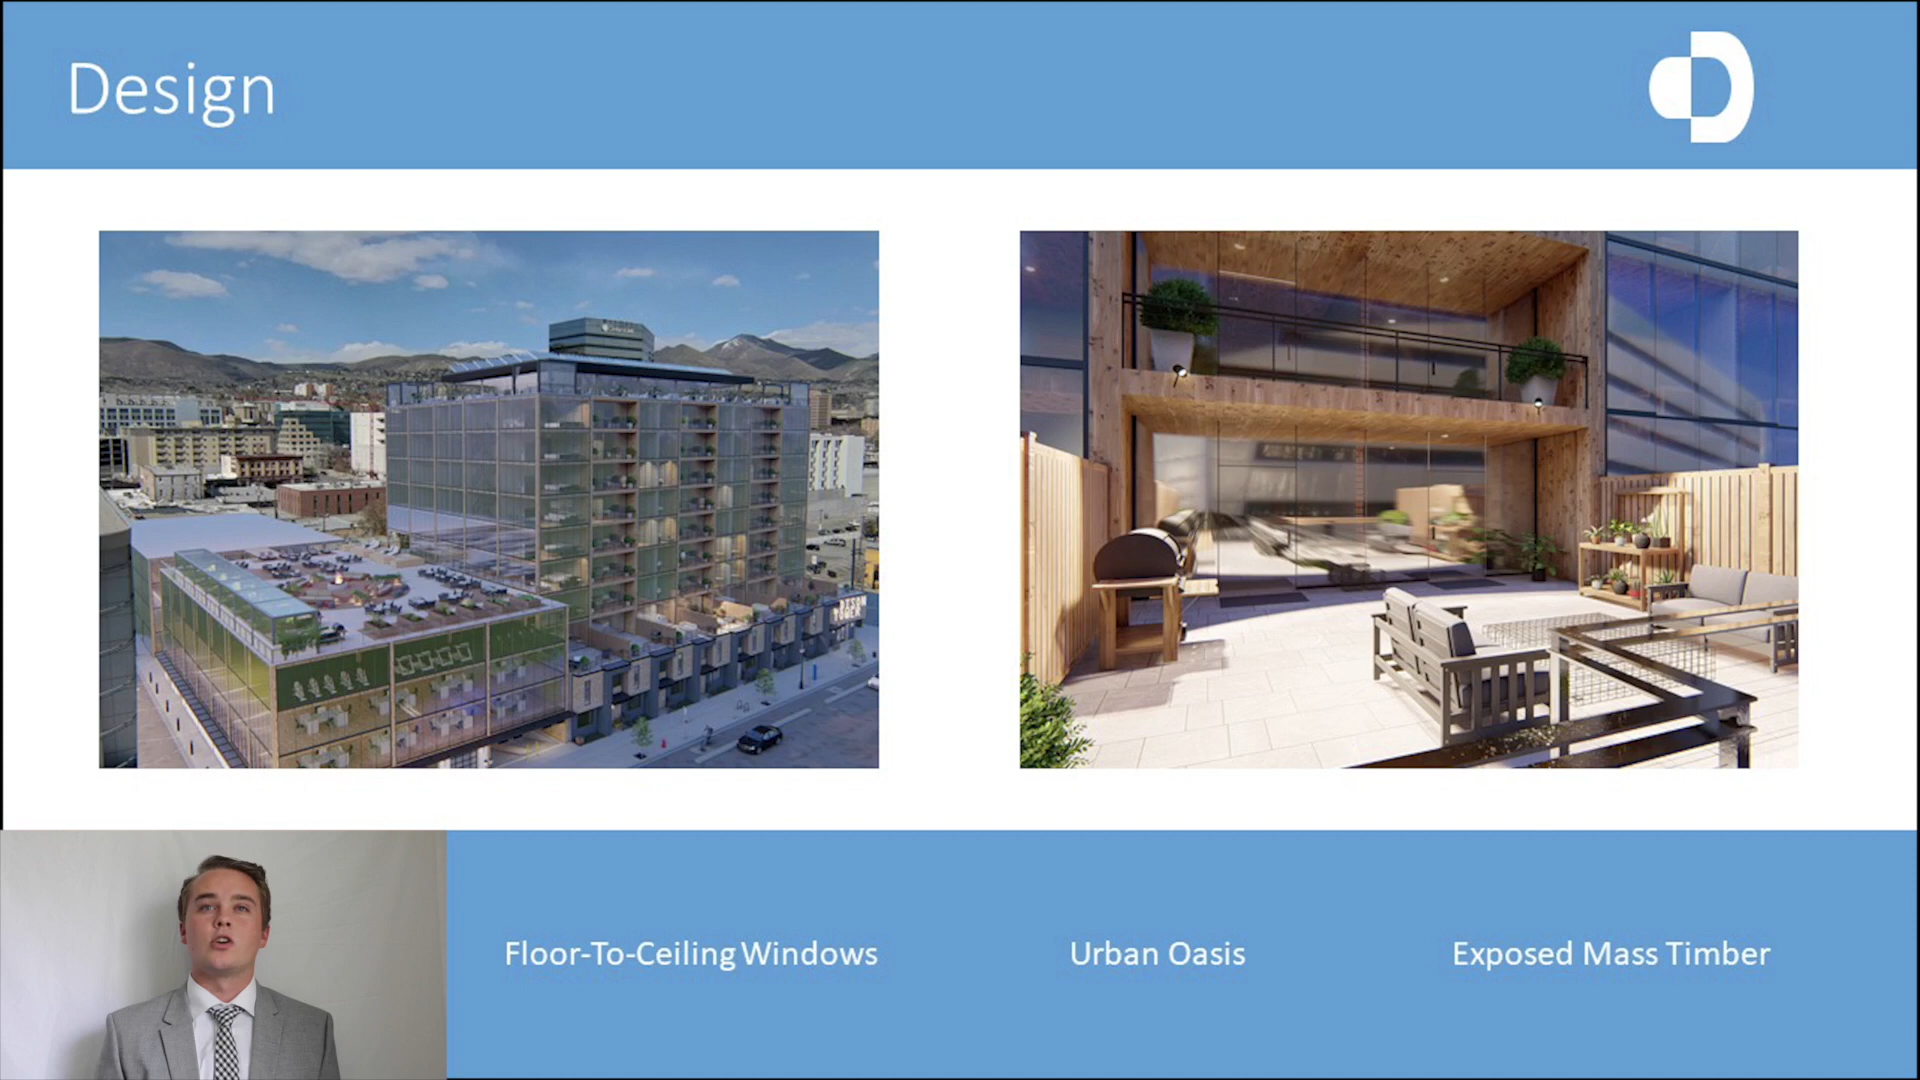 Design
Floor-To-Ceiling Windows
Urban Oasis
Exposed Mass Timber